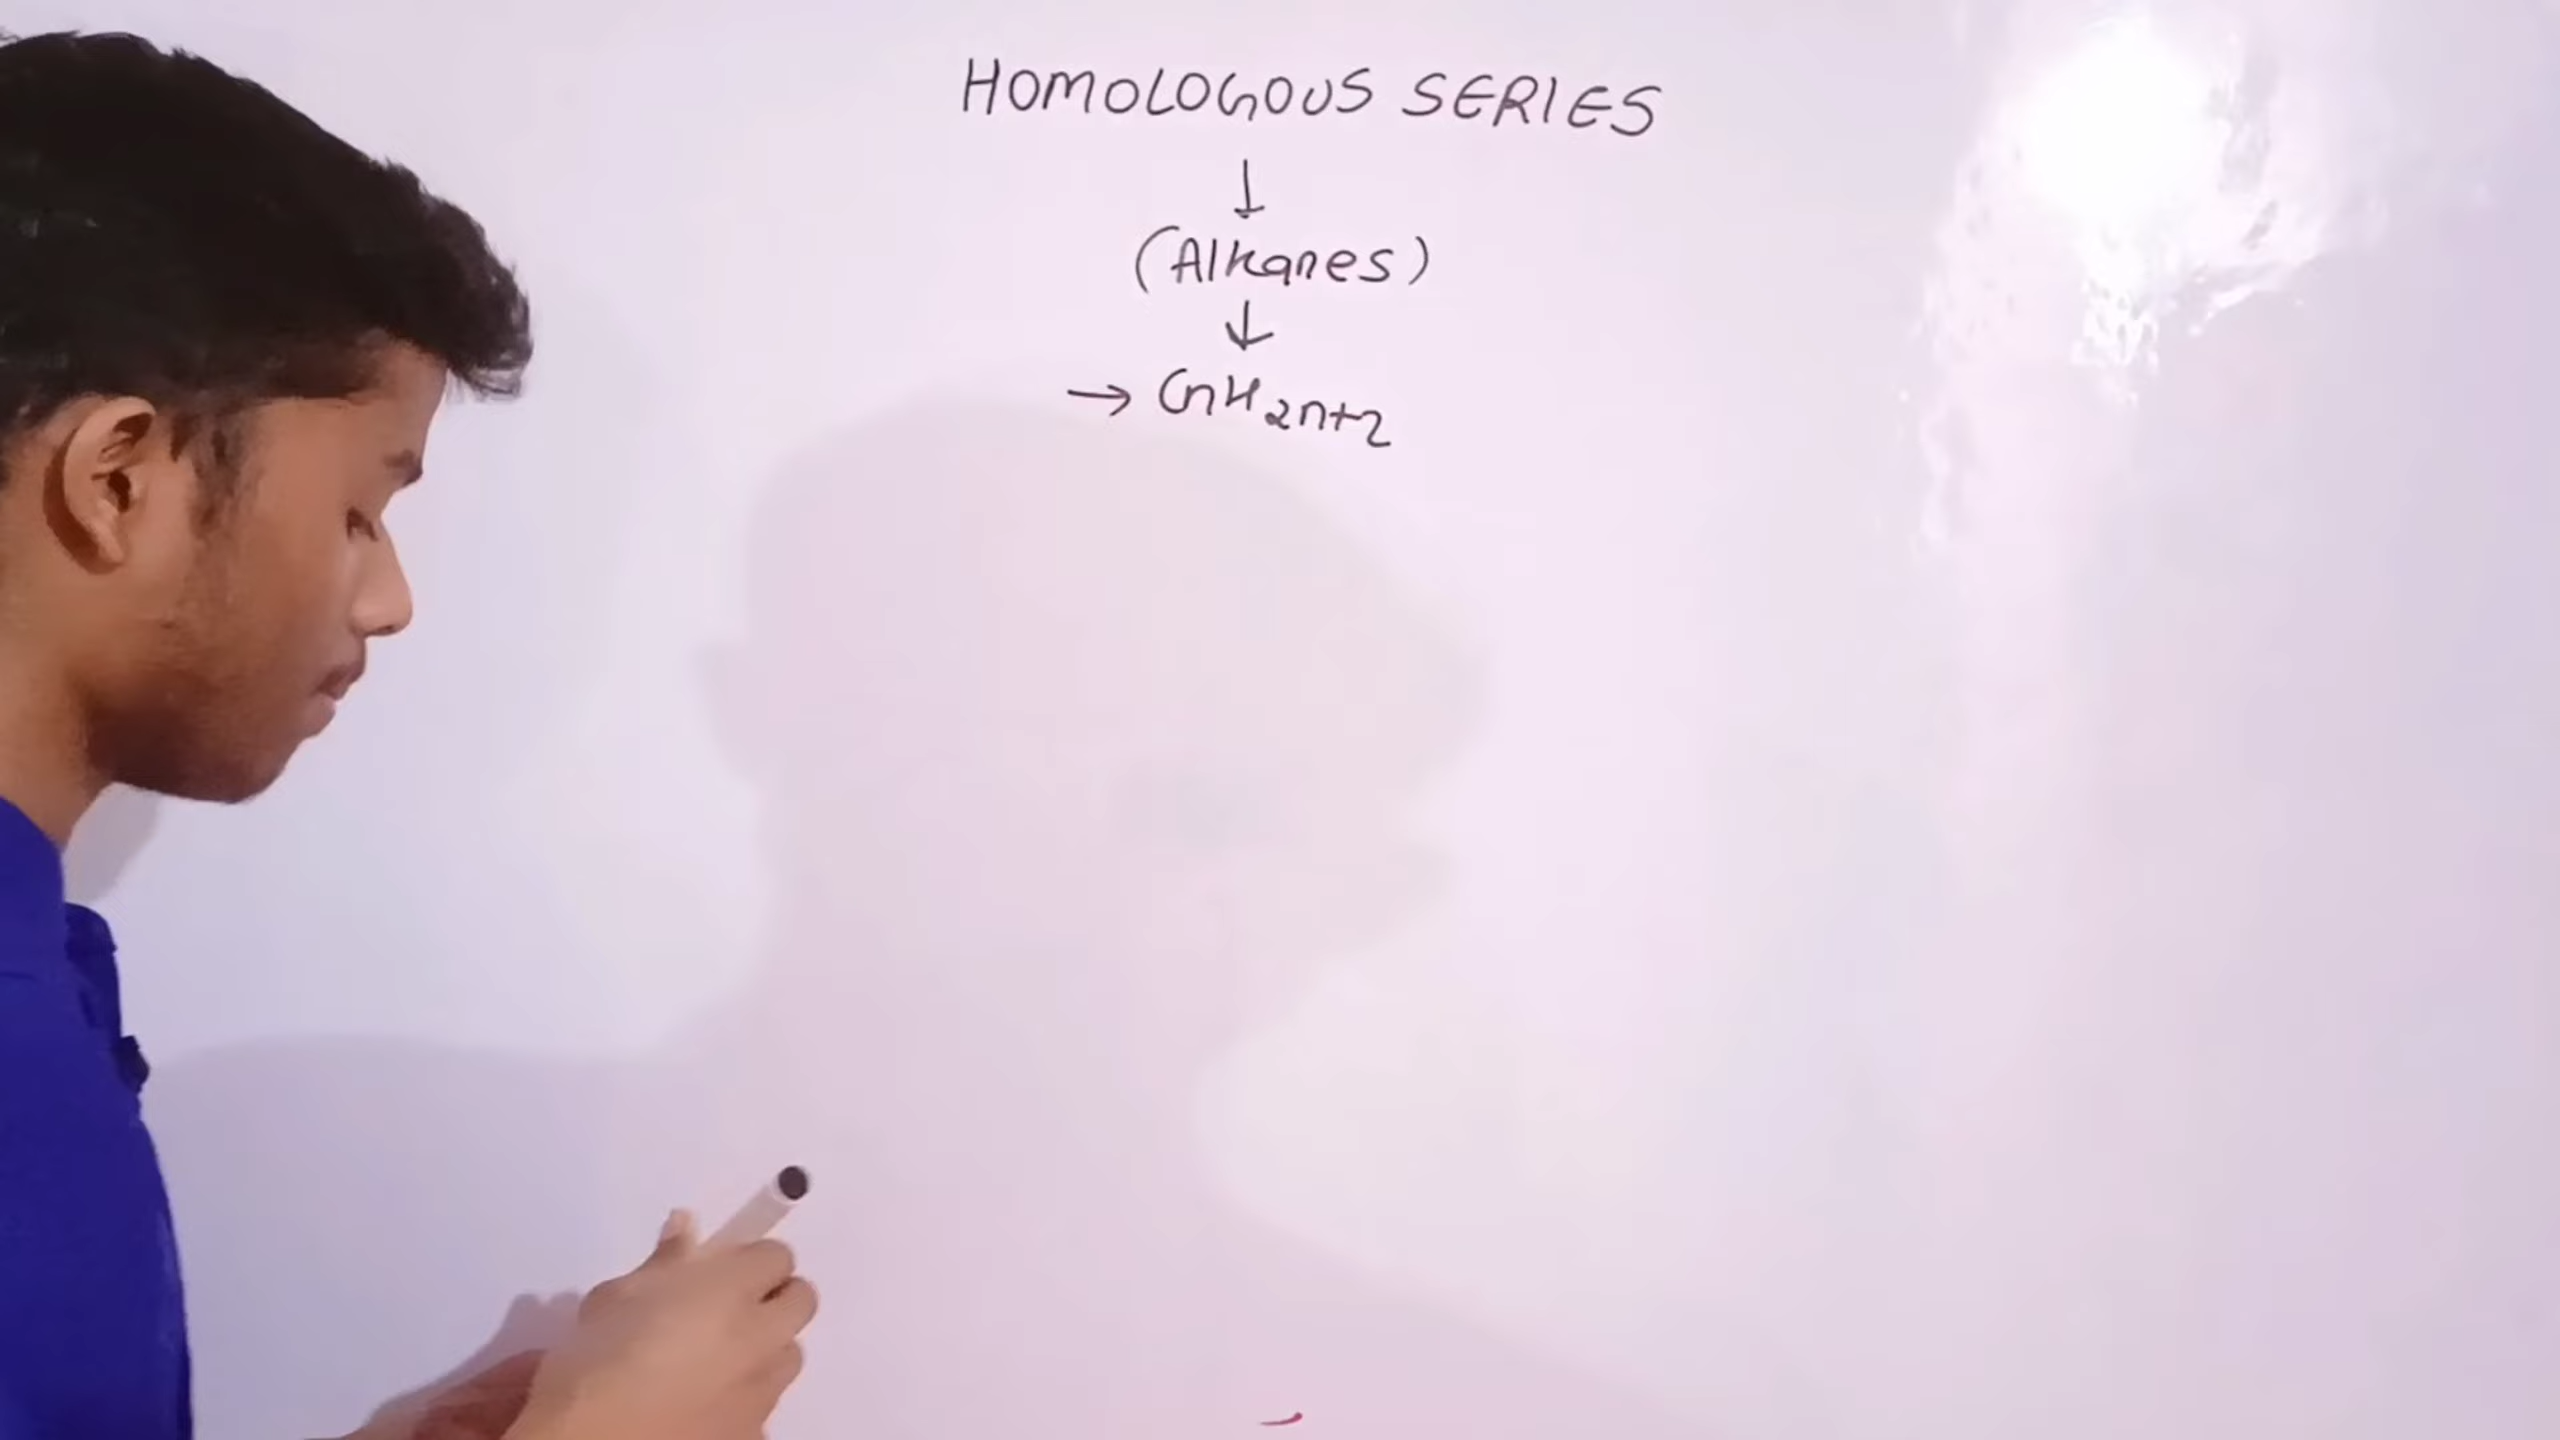 HOMOLOGOUS SERIES
↓
(Alkanes)
↓
→ CnH2n+2